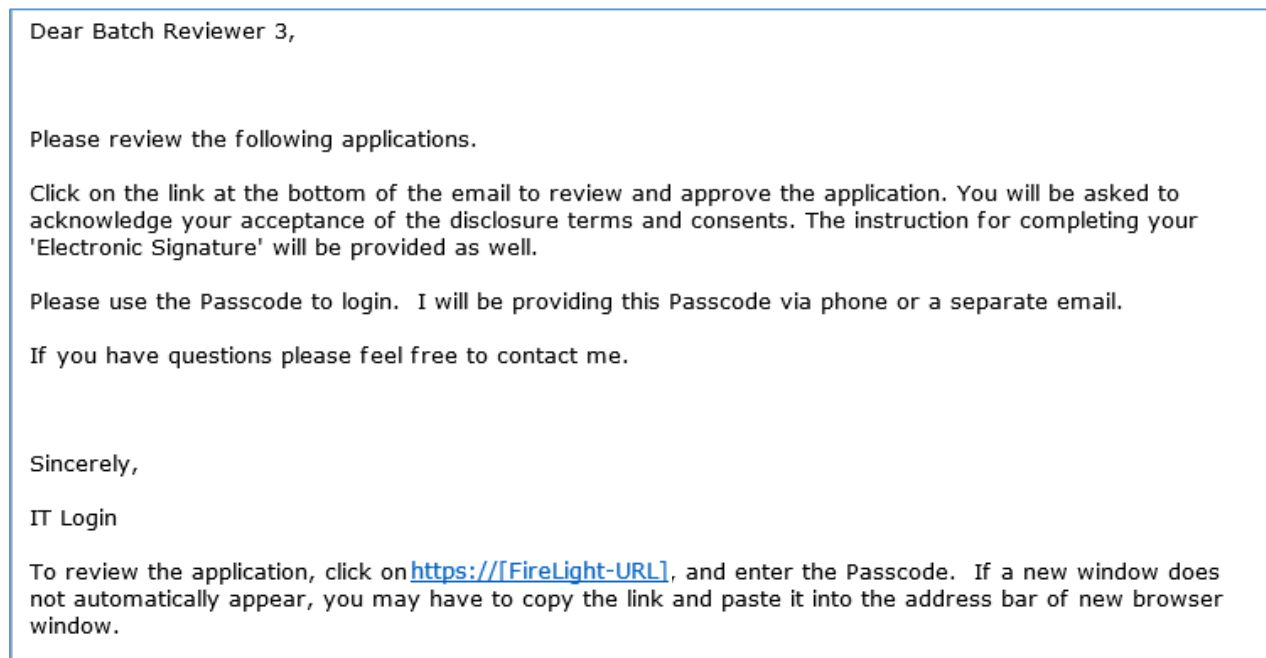 Dear Batch Reviewer 3,
Please review the following applications.
Click on the link at the bottom of the email to review and approve the application. You will be asked to
acknowledge your acceptance of the disclosure terms and consents. The instruction for completing your
'Electronic Signature' will be provided as well.
Please use the Passcode to login.  I will be providing this Passcode via phone or a separate email.
If you have questions please feel free to contact me.
Sincerely,
IT Login
To review the application, click on https://[FireLight-URL], and enter the Passcode.  If a new window does
not automatically appear, you may have to copy the link and paste it into the address bar of new browser
window.